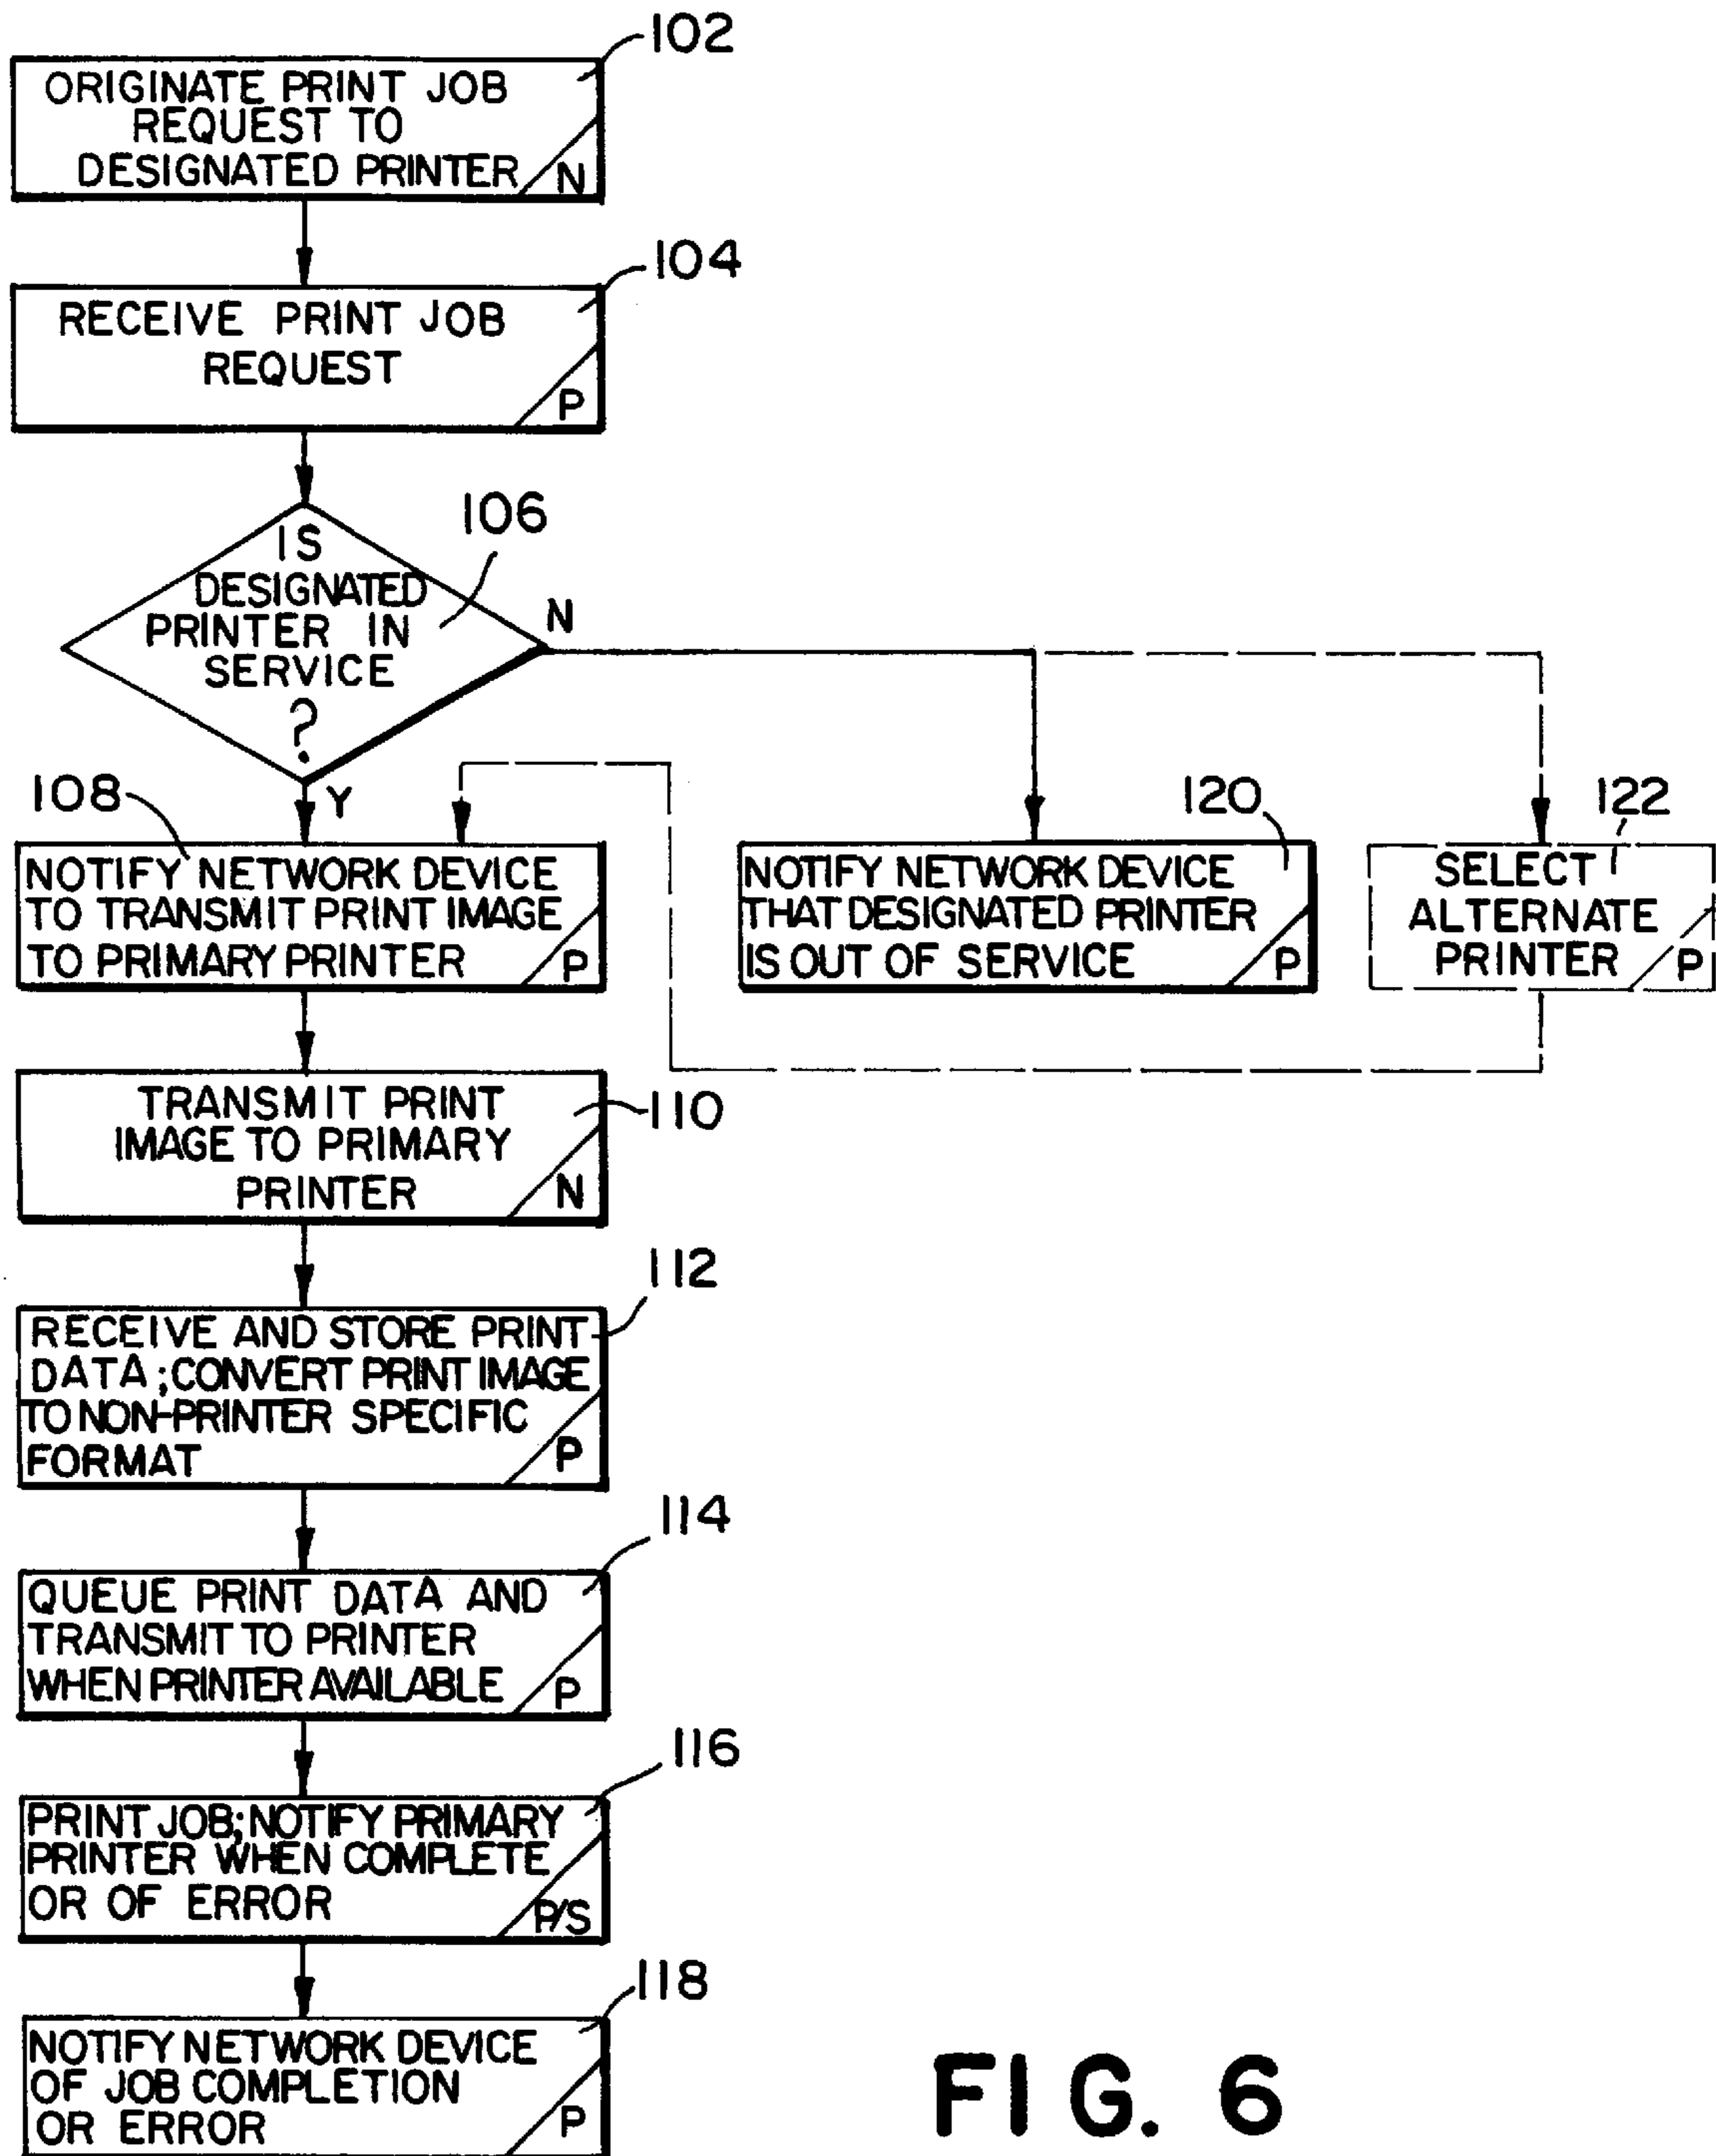 102
ORIGINATE PRINT JOB
REQUEST TO
DESIGNATED PRINTER
N
104
RECEIVE PRINT JOB
REQUEST
P
106
IS
DESIGNATED
PRINTER IN
SERVICE
?
N
Y
108
NOTIFY NETWORK DEVICE
TO TRANSMIT PRINT IMAGE
TO PRIMARY PRINTER
P
120
NOTIFY NETWORK DEVICE
THAT DESIGNATED PRINTER
IS OUT OF SERVICE
P
122
SELECT
ALTERNATE
PRINTER
P
110
TRANSMIT PRINT
IMAGE TO PRIMARY
PRINTER
N
112
RECEIVE AND STORE PRINT
DATA; CONVERT PRINT IMAGE
TO NON-PRINTER SPECIFIC
FORMAT
P
114
QUEUE PRINT DATA AND
TRANSMIT TO PRINTER
WHEN PRINTER AVAILABLE
P
116
PRINT JOB; NOTIFY PRIMARY
PRINTER WHEN COMPLETE
OR OF ERROR
P/S
118
NOTIFY NETWORK DEVICE
OF JOB COMPLETION
OR ERROR
P
FIG. 6